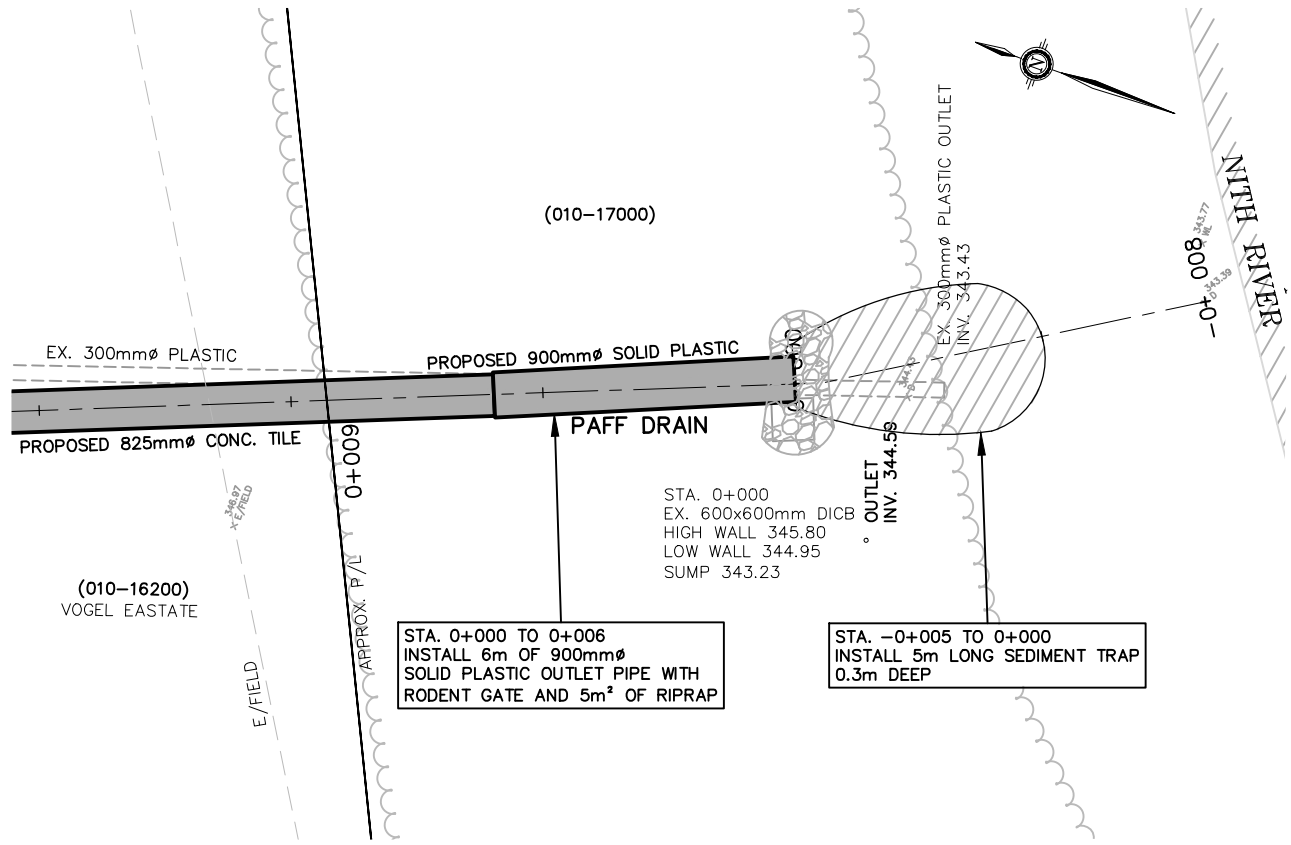 N
EX. 300mmø PLASTIC OUTLET
INV. 343.43
NITH RIVER
343.77
WL
-0+ 008
343.39
D
(010-17000)
EX. 300mmø PLASTIC
PROPOSED 900mmø SOLID PLASTIC
PROPOSED 825mmø CONC. TILE
PAFF DRAIN
0+009
346.97
E/FIELD
STA. 0+000
EX. 600x600mm DICB
HIGH WALL 345.80
LOW WALL 344.95
SUMP 343.23
OUTLET
INV. 344.59
(010-16200)
VOGEL EASTATE
APPROX. P/L
E/FIELD
STA. 0+000 TO 0+006
INSTALL 6m OF 900mmø
SOLID PLASTIC OUTLET PIPE WITH
RODENT GATE AND 5m² OF RIPRAP
STA. -0+005 TO 0+000
INSTALL 5m LONG SEDIMENT TRAP
0.3m DEEP